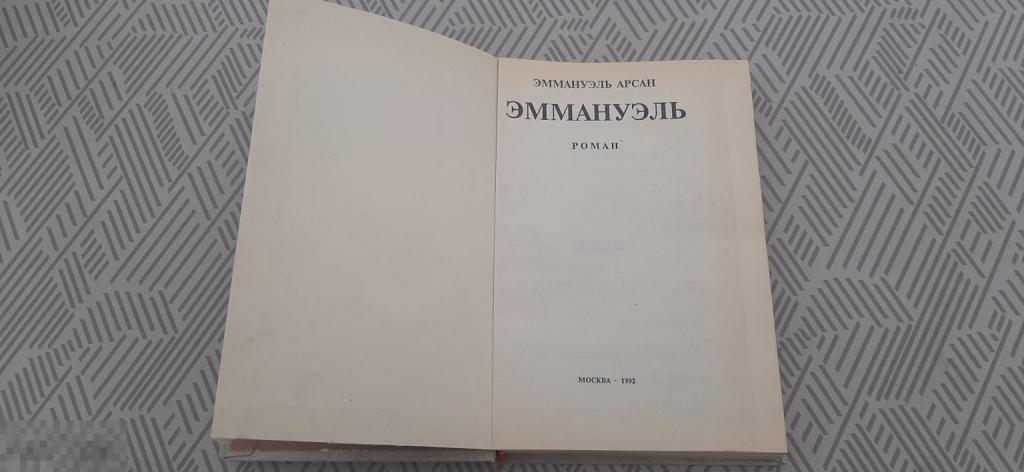 ЭММАНУЭЛЬ АРСАН
ЭММАНУЭЛЬ
РОМАН
МОСКВА · 1992